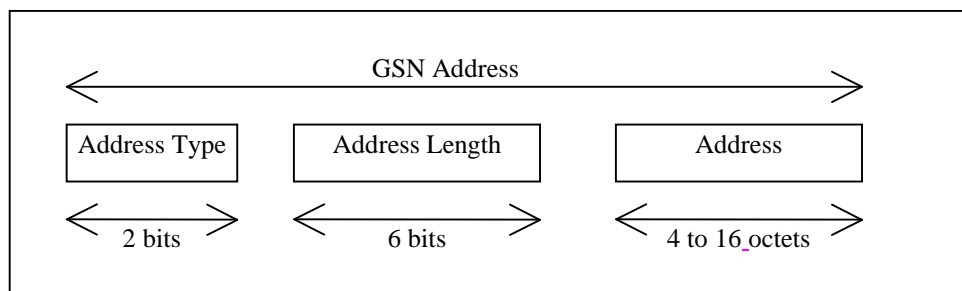 GSN Address
Address Type
Address Length
Address
2 bits
6 bits
4 to 16 octets